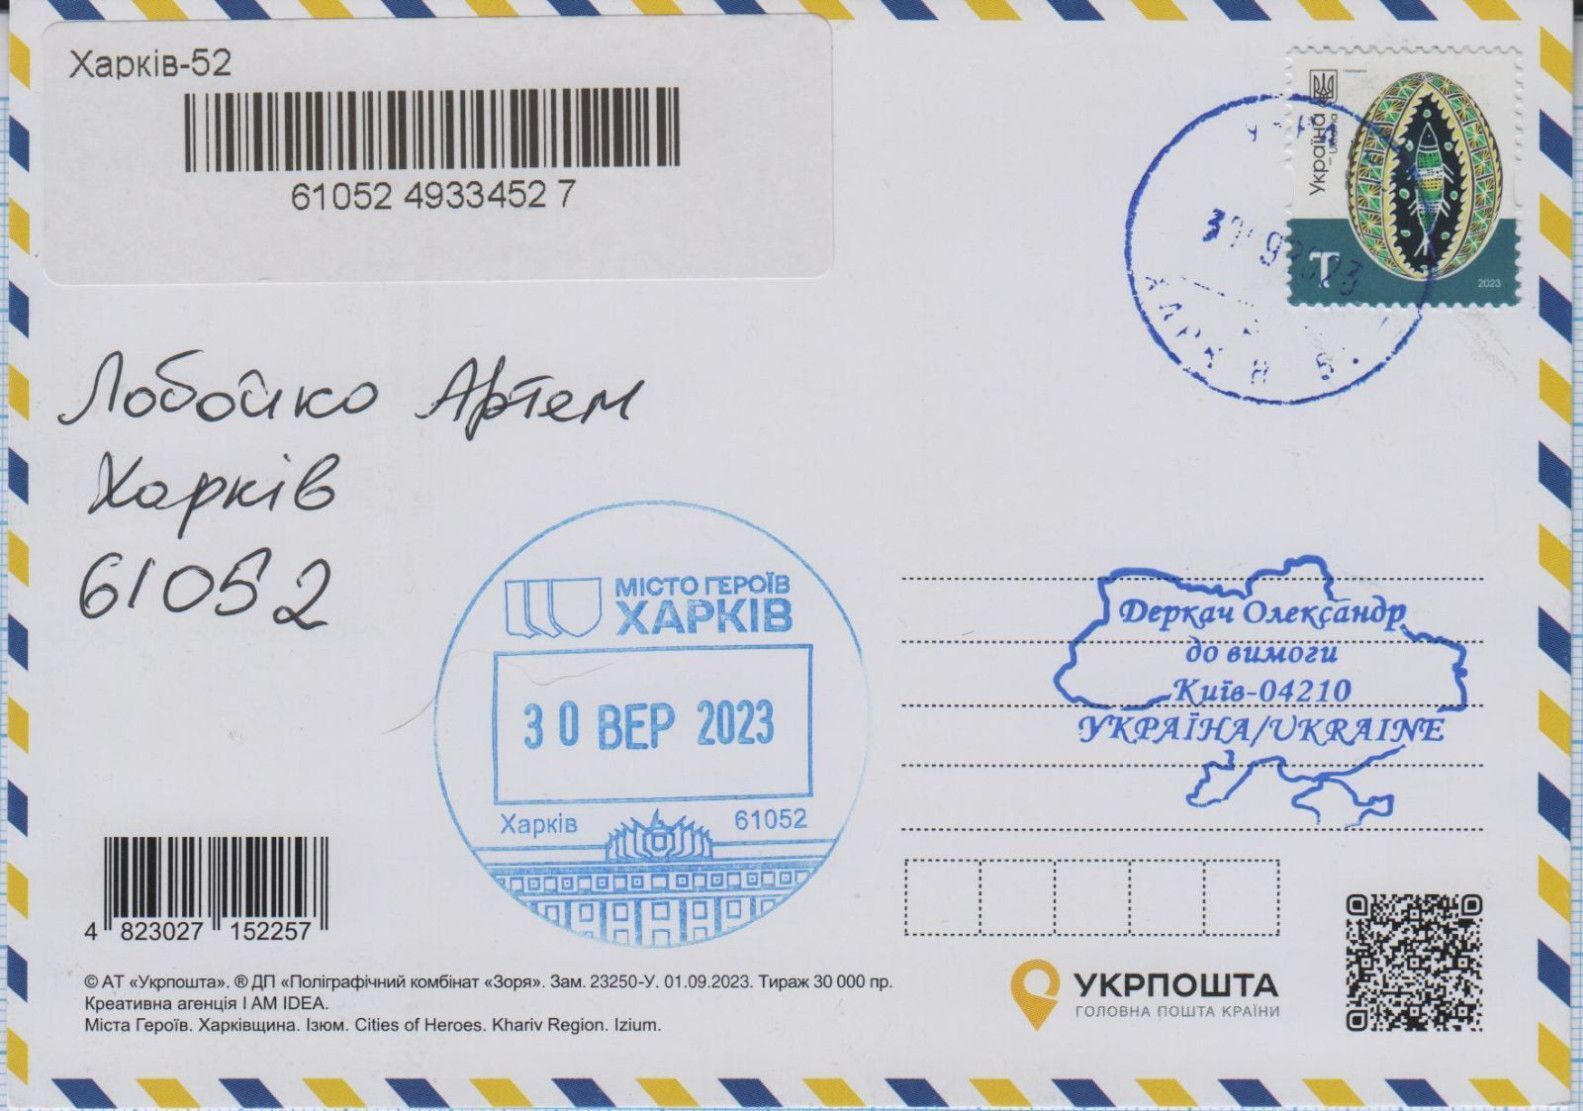 Харків-52
61052 4933452 7
Україна
Ukraina
T
2023
Лобойко Артем
Харків
61052
МІСТО ГЕРОЇВ
ХАРКІВ
30 ВЕР 2023
Харків 61052
Деркач Олександр
до вимоги
Київ-04210
УКРАЇНА/UKRAINE
4 823027 152257
© АТ «Укрпошта». ® ДП «Поліграфічний комбінат «Зоря». Зам. 23250-У. 01.09.2023. Тираж 30 000 пр.
Креативна агенція I AM IDEA.
Міста Героїв. Харківщина. Ізюм. Cities of Heroes. Khariv Region. Izium.
УКРПОШТА
ГОЛОВНА ПОШТА КРАЇНИ